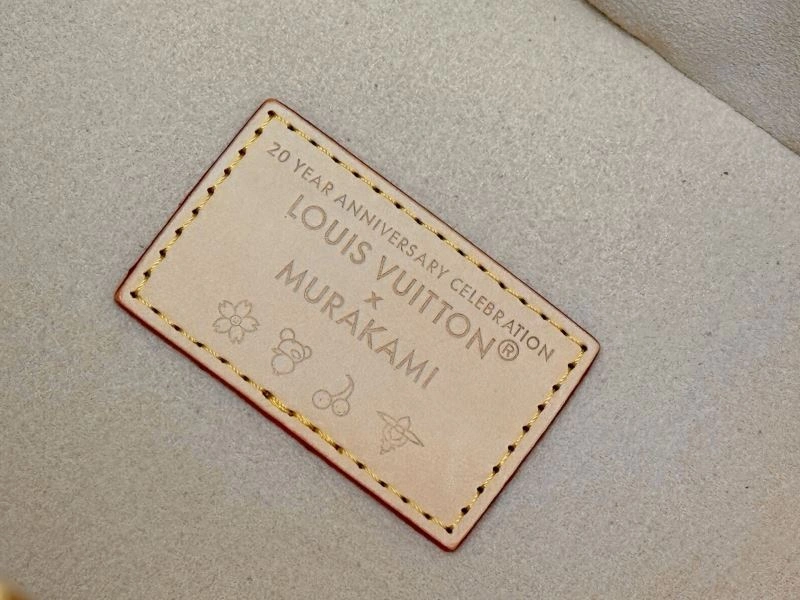 20 YEAR ANNIVERSARY CELEBRATION
LOUIS VUITTON®
x
MURAKAMI